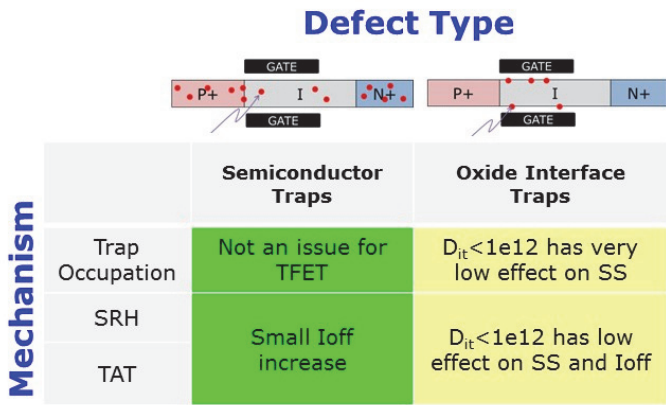 Defect Type
GATE
GATE
P+ I N+
P+ I N+
GATE
GATE
Mechanism
Semiconductor
Traps
Oxide Interface
Traps
Trap
Occupation
Not an issue for
TFET
D_it<1e12 has very
low effect on SS
SRH
TAT
Small Ioff
increase
D_it<1e12 has low
effect on SS and Ioff